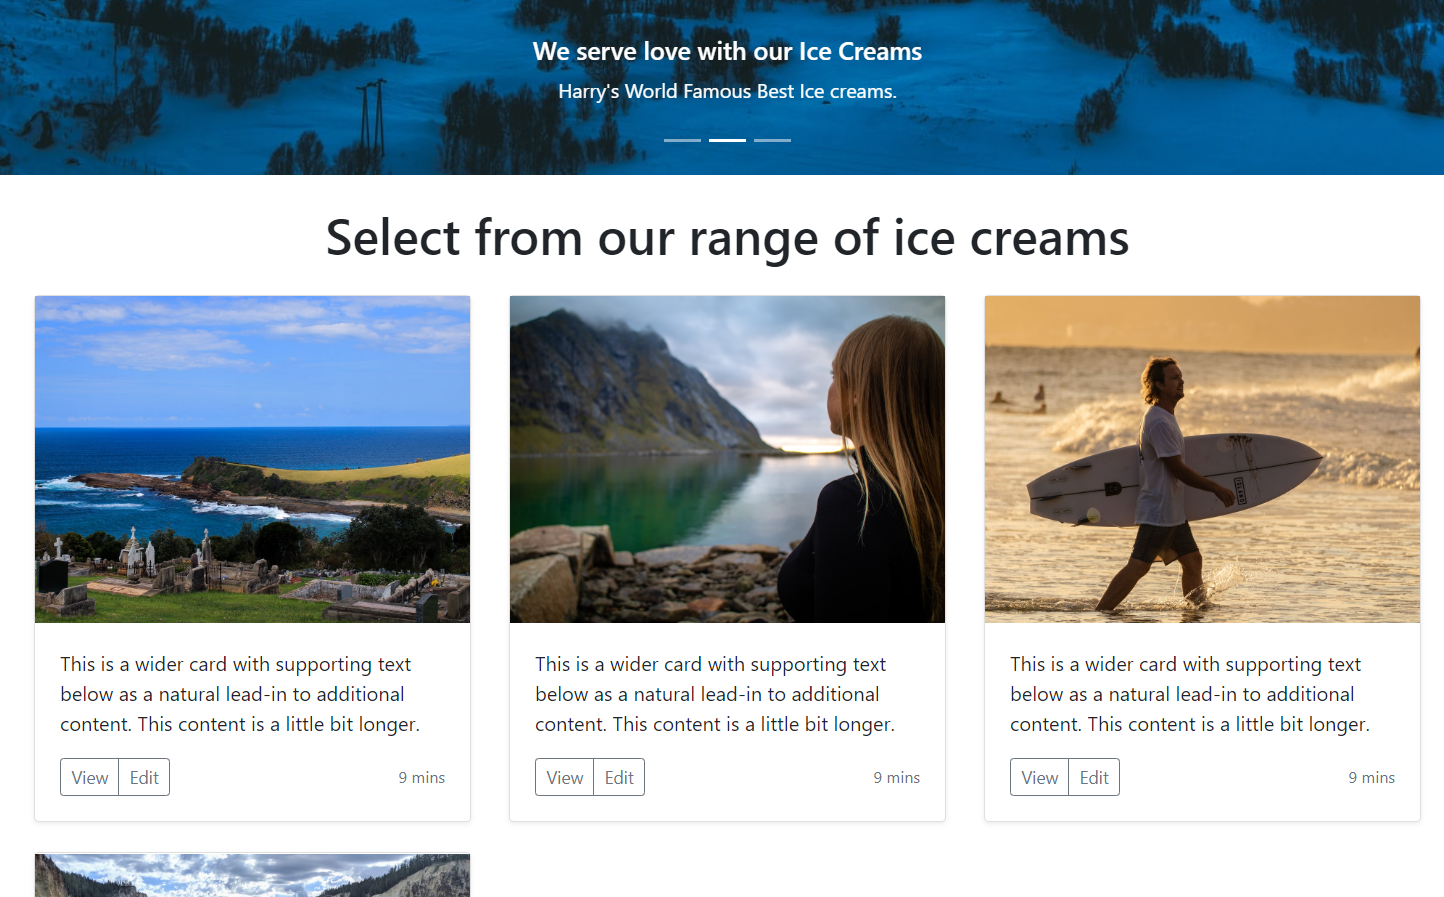 We serve love with our Ice Creams
Harry's World Famous Best Ice creams.
Select from our range of ice creams
This is a wider card with supporting text
below as a natural lead-in to additional
content. This content is a little bit longer.
View Edit 9 mins
This is a wider card with supporting text
below as a natural lead-in to additional
content. This content is a little bit longer.
View Edit 9 mins
This is a wider card with supporting text
below as a natural lead-in to additional
content. This content is a little bit longer.
View Edit 9 mins